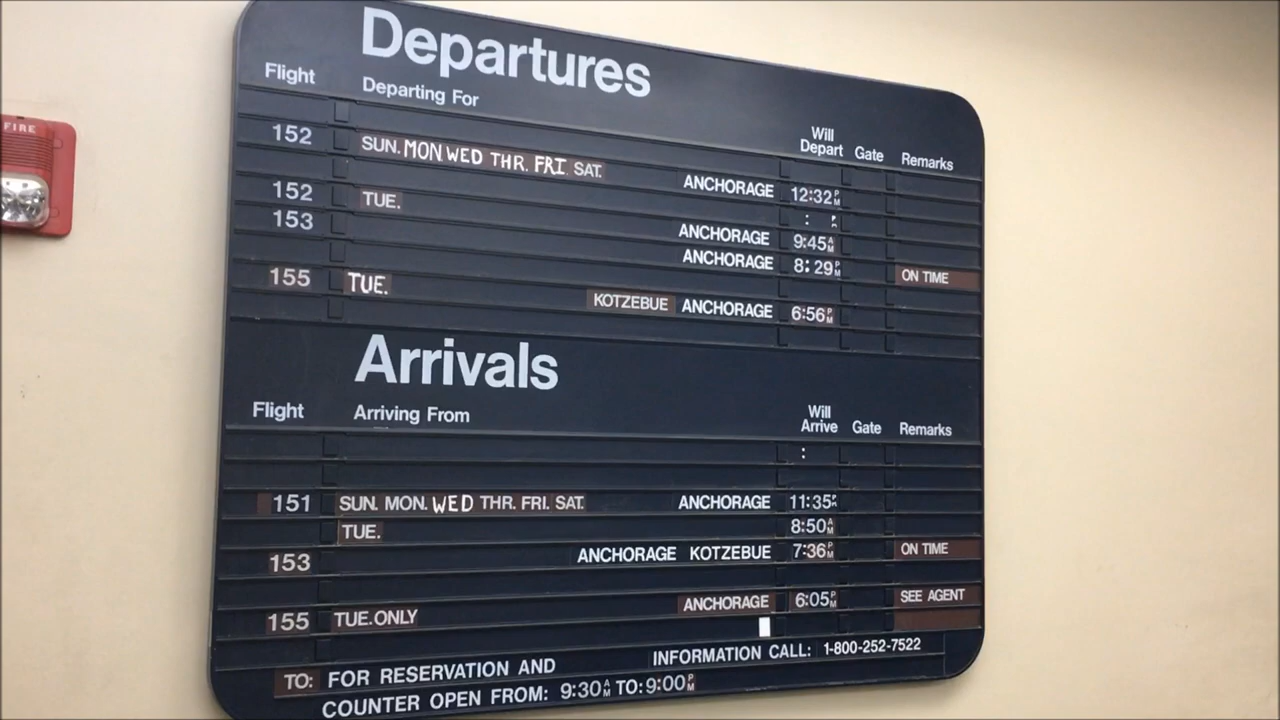 FIRE
Departures
Flight Departing For Will Depart Gate Remarks
152 SUN. MON WED THR. FRI. SAT. ANCHORAGE 12:32 PM
152 TUE. ANCHORAGE 9:45 AM
153 ANCHORAGE 8:29 PM ON TIME
155 TUE. KOTZEBUE ANCHORAGE 6:56 PM
Arrivals
Flight Arriving From Will Arrive Gate Remarks
151 SUN. MON. WED THR. FRI. SAT. ANCHORAGE 11:35
TUE. 8:50 AM
153 ANCHORAGE KOTZEBUE 7:36 PM ON TIME
155 TUE. ONLY ANCHORAGE 6:05 PM SEE AGENT
TO: FOR RESERVATION AND INFORMATION CALL: 1-800-252-7522
COUNTER OPEN FROM: 9:30 AM TO: 9:00 PM